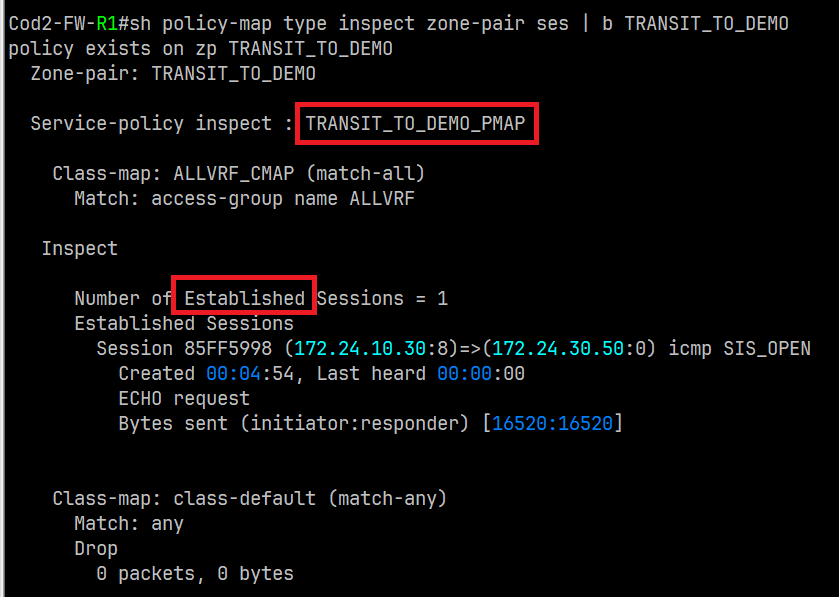 Cod2-FW-R1#sh policy-map type inspect zone-pair ses | b TRANSIT_TO_DEMO
policy exists on zp TRANSIT_TO_DEMO
Zone-pair: TRANSIT_TO_DEMO
Service-policy inspect : TRANSIT_TO_DEMO_PMAP
Class-map: ALLVRF_CMAP (match-all)
Match: access-group name ALLVRF
Inspect
Number of Established Sessions = 1
Established Sessions
Session 85FF5998 (172.24.10.30:8)=>(172.24.30.50:0) icmp SIS_OPEN
Created 00:04:54, Last heard 00:00:00
ECHO request
Bytes sent (initiator:responder) [16520:16520]
Class-map: class-default (match-any)
Match: any
Drop
0 packets, 0 bytes